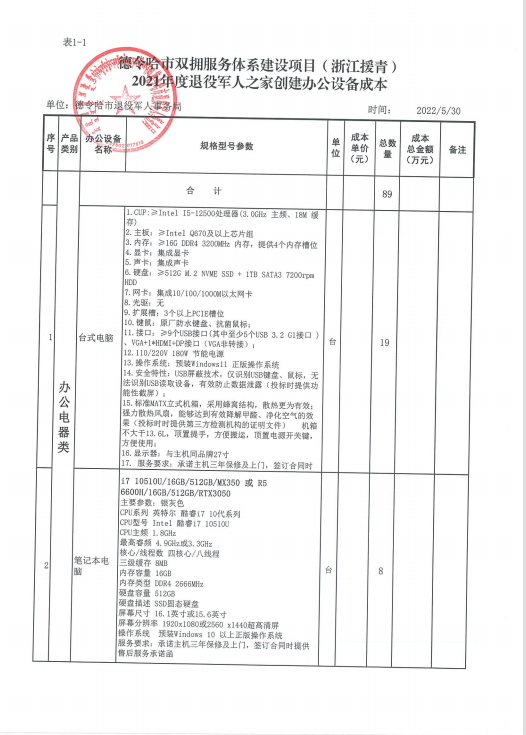 表1-1
德令哈市双拥服务体系建设项目（浙江援青）
2021年度退役军人之家创建办公设备成本
单位：德令哈市退役军人事务局
时间： 2022/5/30
序号 产品类别 办公设备名称 规格型号参数 单位 成本单价（元） 总数量 成本总金额（万元） 备注
合 计 89
办公电器类
1 台式电脑 台 19
1.CUP:≥Intel I5-12500处理器(3.0GHz 主频、18M 缓
存)
2.主板：≥Intel Q670及以上芯片组
3.内存：≥16G DDR4 3200MHz 内存，提供4个内存槽位
4.显卡：集成显卡
5.声卡：集成声卡
6.硬盘：≥512G M.2 NVME SSD + 1TB SATA3 7200rpm
HDD
7.网卡：集成10/100/1000M以太网卡
8.光驱：无
9.扩展槽：3个以上PCIE槽位
10.键鼠：原厂防水键盘、抗菌鼠标；
11.接口：≥9个USB接口(其中至少5个USB 3.2 G1接口 )
、VGA+1*HDMI+DP接口（VGA非转接）；
12.110/220V 180W 节能电源
13.操作系统：预装Windows11 正版操作系统
14.安全特性：USB屏蔽技术，仅识别USB键盘、鼠标，无
法识别USB读取设备，有效防止数据泄露（投标时提供功
能性截屏）；
15.标准MATX立式机箱，采用蜂窝结构，散热更为有效；
强力散热风扇，能够达到有效降解甲醛、净化空气的效
果（投标时时提供第三方检测机构的证明文件） 机箱
不大于13.6L，顶置提手，方便搬运，顶置电源开关键，
方便使用；
16.显示器：与主机同品牌27寸
17. 服务要求：承诺主机三年保修及上门，签订合同时
2 笔记本电脑 台 8
i7 10510U/16GB/512GB/MX350 或 R5
6600H/16GB/512GB/RTX3050
主要参数：银灰色
CPU系列 英特尔 酷睿i7 10代系列
CPU型号 Intel 酷睿i7 10510U
CPU主频 1.8GHz
最高睿频 4.9GHz或3.3GHz
核心/线程数 四核心/八线程
三级缓存 8MB
内存容量 16GB
内存类型 DDR4 2666MHz
硬盘容量 512GB
硬盘描述 SSD固态硬盘
屏幕尺寸 16.1英寸或15.6英寸
屏幕分辨率 1920x1080或2560 x1440超高清屏
操作系统 预装Windows 10 以上正版操作系统
服务要求：承诺主机三年保修及上门，签订合同时提供
售后服务承诺函